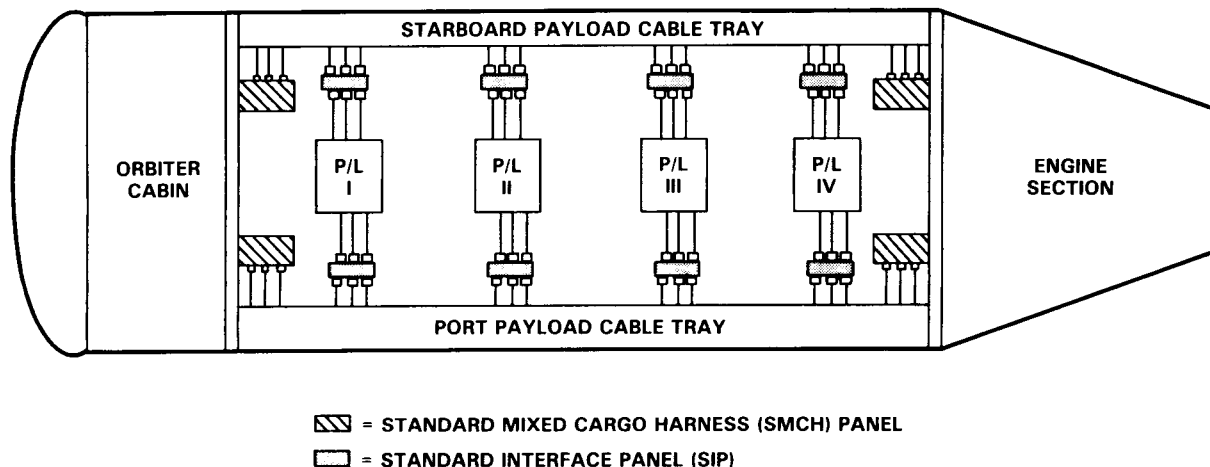 STARBOARD PAYLOAD CABLE TRAY
ORBITER
CABIN
P/L
I
P/L
II
P/L
III
P/L
IV
ENGINE
SECTION
PORT PAYLOAD CABLE TRAY
= STANDARD MIXED CARGO HARNESS (SMCH) PANEL
= STANDARD INTERFACE PANEL (SIP)